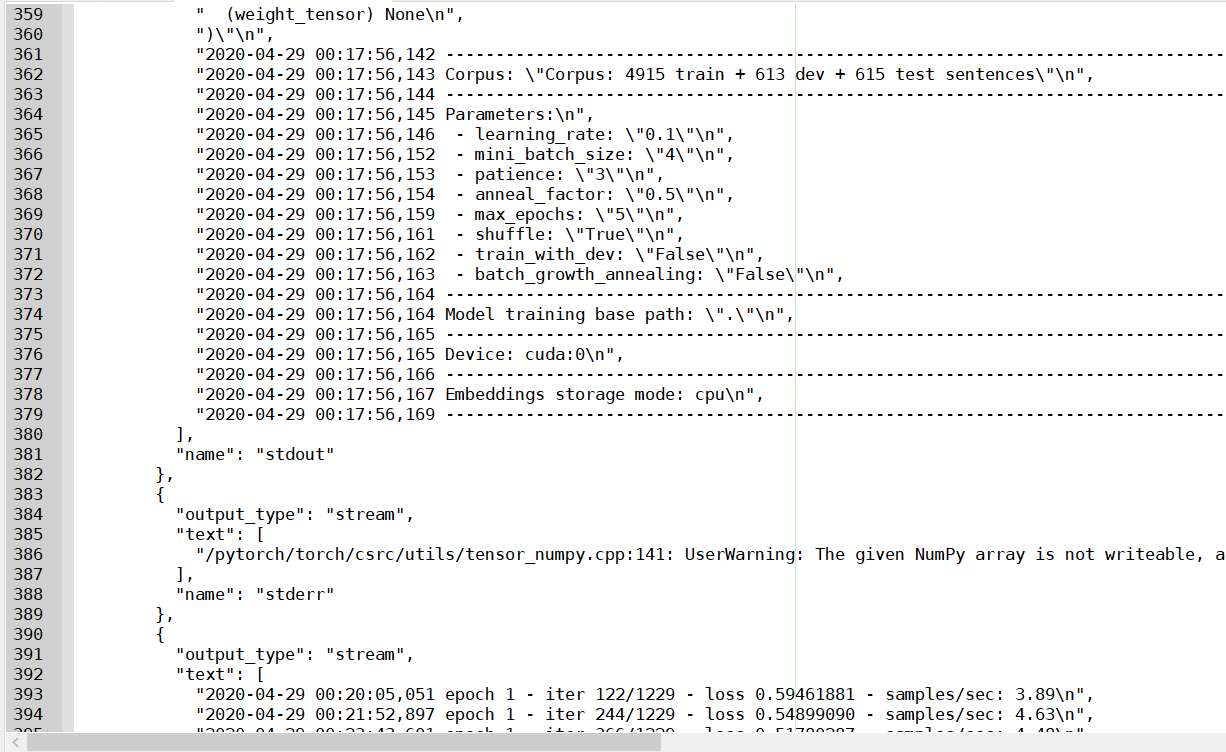 359 "  (weight_tensor) None\n",
360 ")\"\n",
361 "2020-04-29 00:17:56,142 ------------------------------------------------------------------------------
362 "2020-04-29 00:17:56,143 Corpus: \"Corpus: 4915 train + 613 dev + 615 test sentences\"\n",
363 "2020-04-29 00:17:56,144 ------------------------------------------------------------------------------
364 "2020-04-29 00:17:56,145 Parameters:\n",
365 "2020-04-29 00:17:56,146  - learning_rate: \"0.1\"\n",
366 "2020-04-29 00:17:56,152  - mini_batch_size: \"4\"\n",
367 "2020-04-29 00:17:56,153  - patience: \"3\"\n",
368 "2020-04-29 00:17:56,154  - anneal_factor: \"0.5\"\n",
369 "2020-04-29 00:17:56,159  - max_epochs: \"5\"\n",
370 "2020-04-29 00:17:56,161  - shuffle: \"True\"\n",
371 "2020-04-29 00:17:56,162  - train_with_dev: \"False\"\n",
372 "2020-04-29 00:17:56,163  - batch_growth_annealing: \"False\"\n",
373 "2020-04-29 00:17:56,164 ------------------------------------------------------------------------------
374 "2020-04-29 00:17:56,164 Model training base path: \".\"\n",
375 "2020-04-29 00:17:56,165 ------------------------------------------------------------------------------
376 "2020-04-29 00:17:56,165 Device: cuda:0\n",
377 "2020-04-29 00:17:56,166 ------------------------------------------------------------------------------
378 "2020-04-29 00:17:56,167 Embeddings storage mode: cpu\n",
379 "2020-04-29 00:17:56,169 ------------------------------------------------------------------------------
380 ],
381 "name": "stdout"
382 },
383 {
384 "output_type": "stream",
385 "text": [
386 "/pytorch/torch/csrc/utils/tensor_numpy.cpp:141: UserWarning: The given NumPy array is not writeable, a
387 ],
388 "name": "stderr"
389 },
390 {
391 "output_type": "stream",
392 "text": [
393 "2020-04-29 00:20:05,051 epoch 1 - iter 122/1229 - loss 0.59461881 - samples/sec: 3.89\n",
394 "2020-04-29 00:21:52,897 epoch 1 - iter 244/1229 - loss 0.54899090 - samples/sec: 4.63\n",